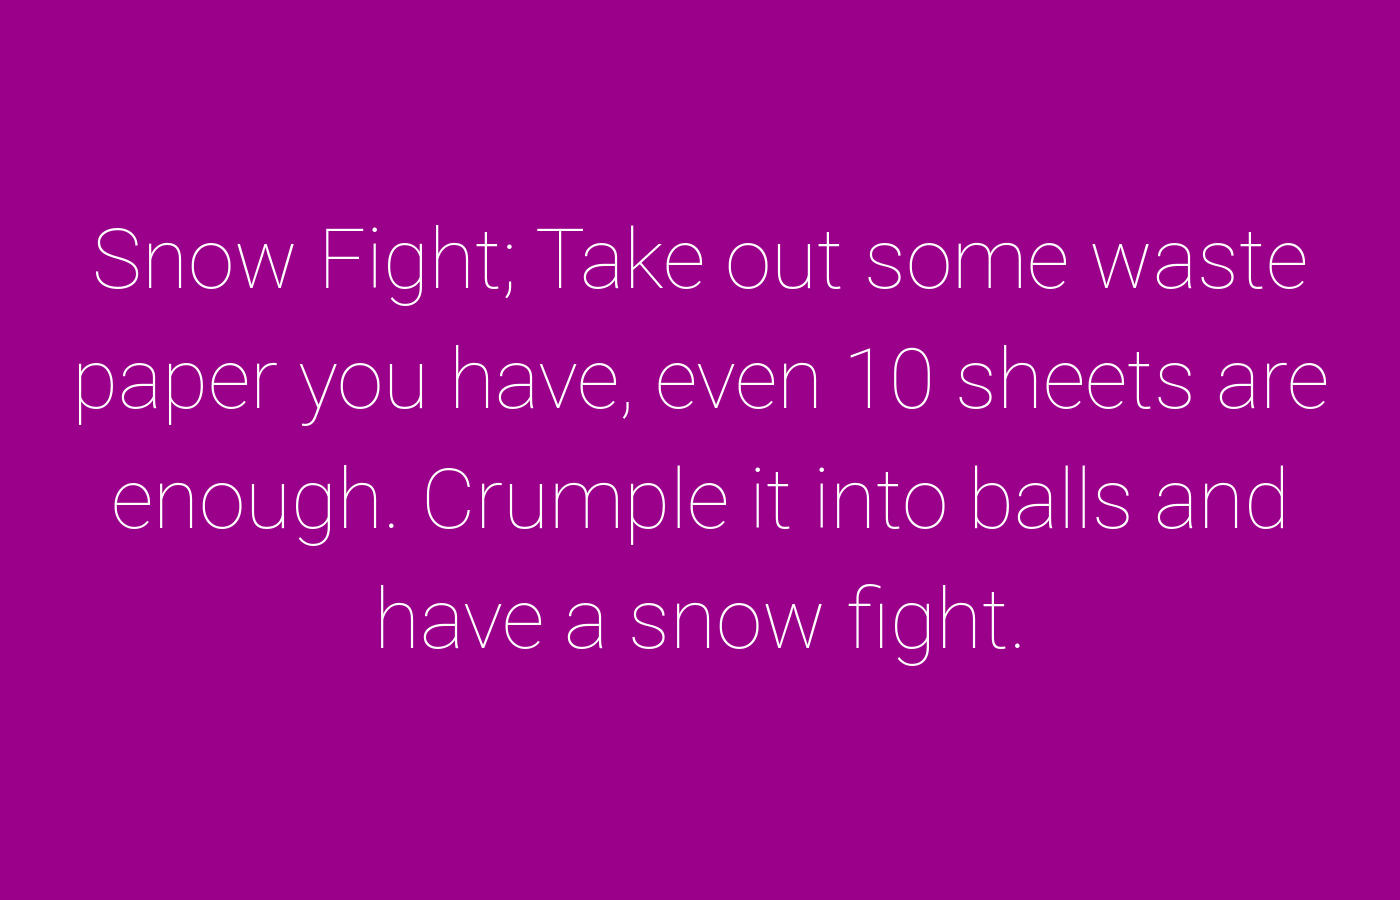 Snow Fight; Take out some waste
paper you have, even 10 sheets are
enough. Crumple it into balls and
have a snow fight.